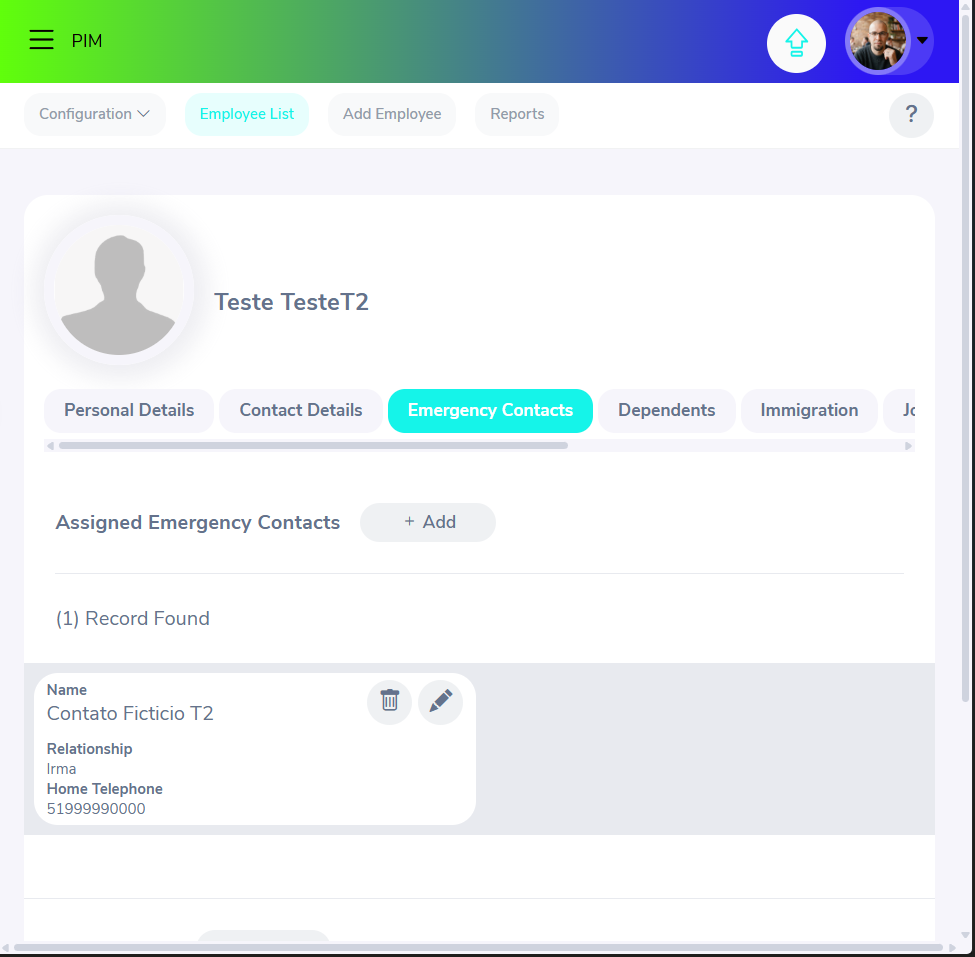 PIM
Configuration
Employee List
Add Employee
Reports
?
Teste TesteT2
Personal Details
Contact Details
Emergency Contacts
Dependents
Immigration
Assigned Emergency Contacts
+ Add
(1) Record Found
Name
Contato Ficticio T2
Relationship
Irma
Home Telephone
51999990000